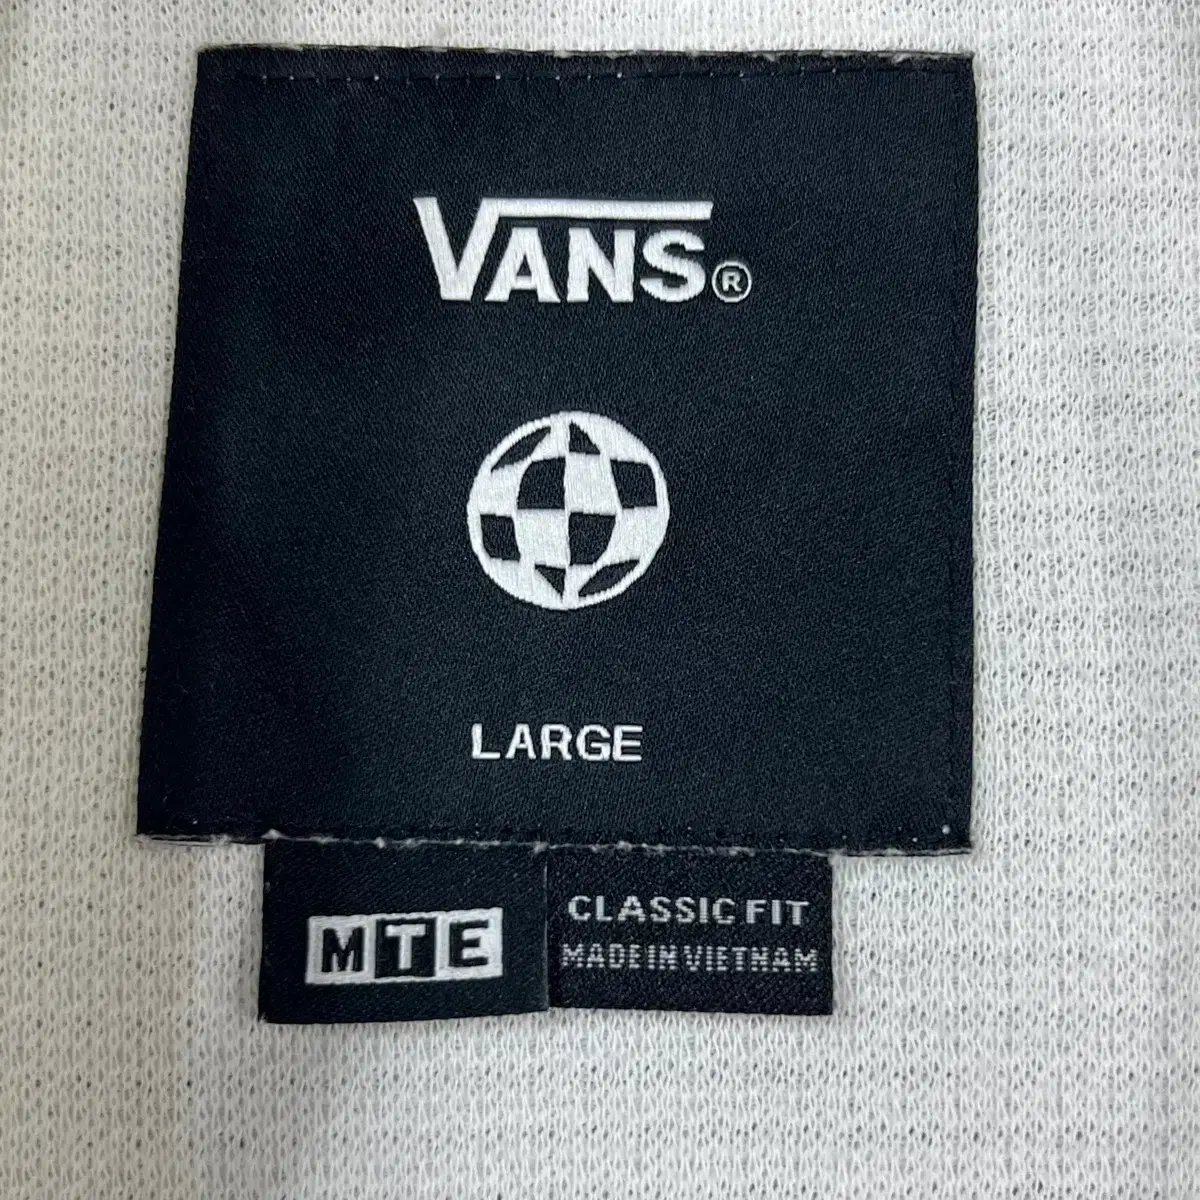 VANS®
LARGE
MTE
CLASSIC FIT
MADE IN VIETNAM